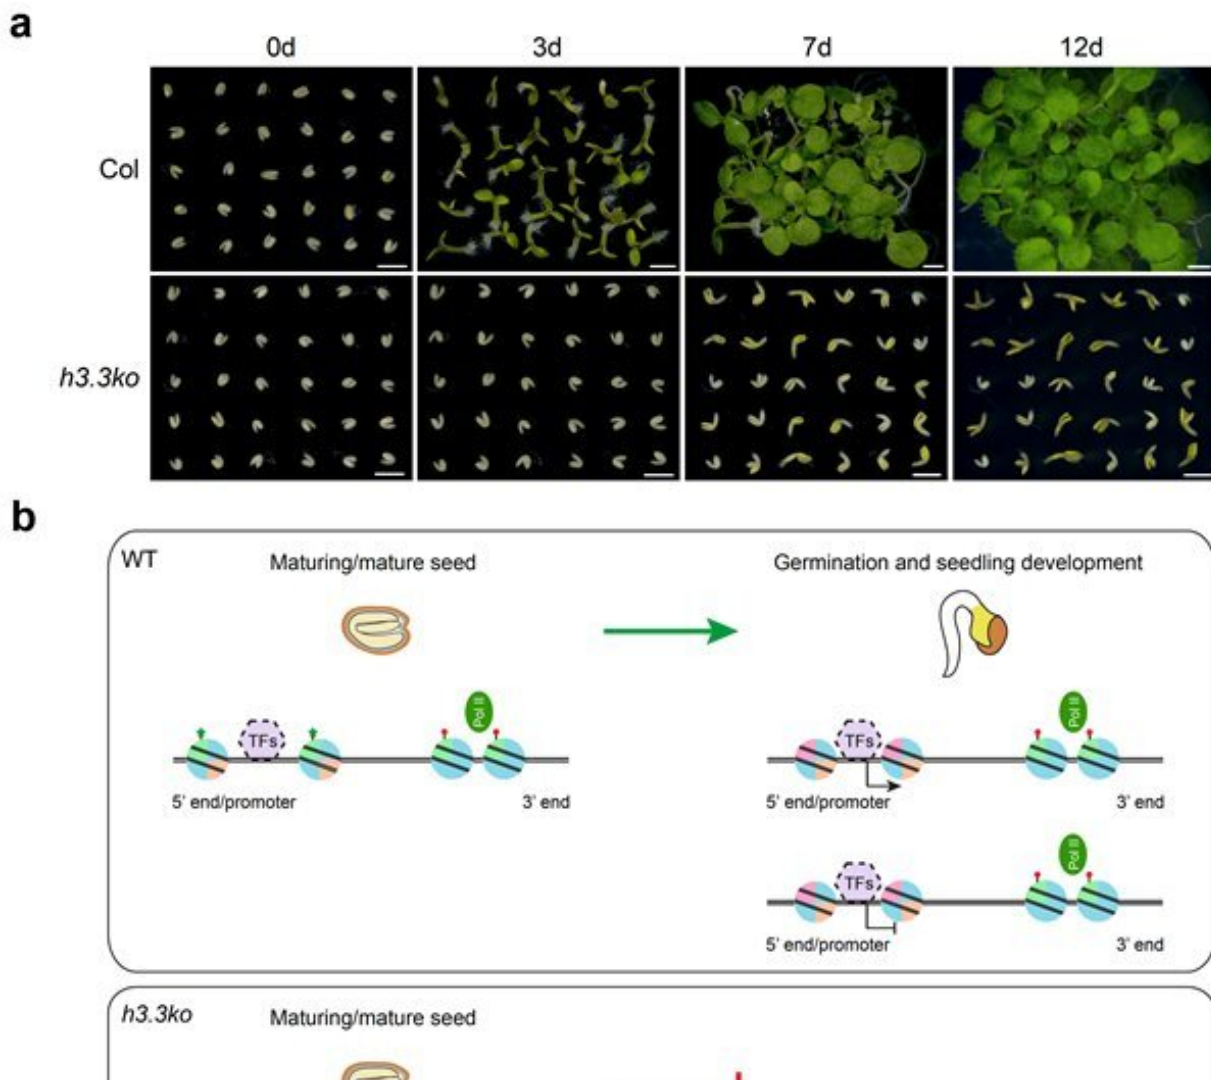 a
0d 3d 7d 12d
Col
h3.3ko
b
WT
Maturing/mature seed
Germination and seedling development
TFs
Pol II
5' end/promoter
3' end
TFs
Pol II
5' end/promoter
3' end
TFs
Pol II
5' end/promoter
3' end
h3.3ko
Maturing/mature seed